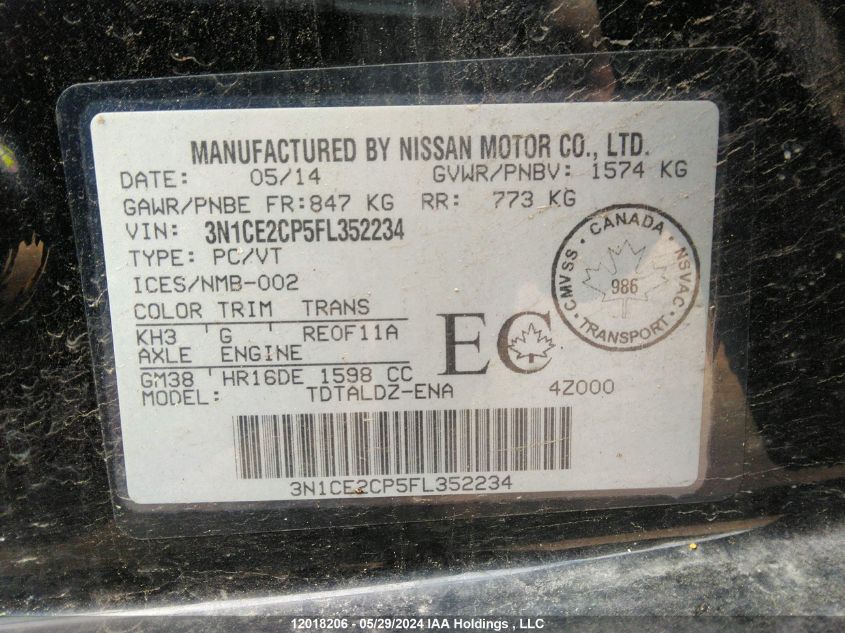 MANUFACTURED BY NISSAN MOTOR CO., LTD.
DATE: 05/14 GVWR/PNBV: 1574 KG
GAWR/PNBE FR:847 KG RR: 773 KG
VIN: 3N1CE2CP5FL352234
TYPE: PC/VT
ICES/NMB-002
COLOR TRIM TRANS
KH3 'G ' RE0F11A
AXLE ENGINE
GM38 HR16DE 1598 CC
MODEL: TDTALDZ-ENA 4Z000
EC
CANADA
CMVSS • NSVAC
986
• TRANSPORT •
3N1CE2CP5FL352234
12018206 - 05/29/2024 IAA Holdings , LLC